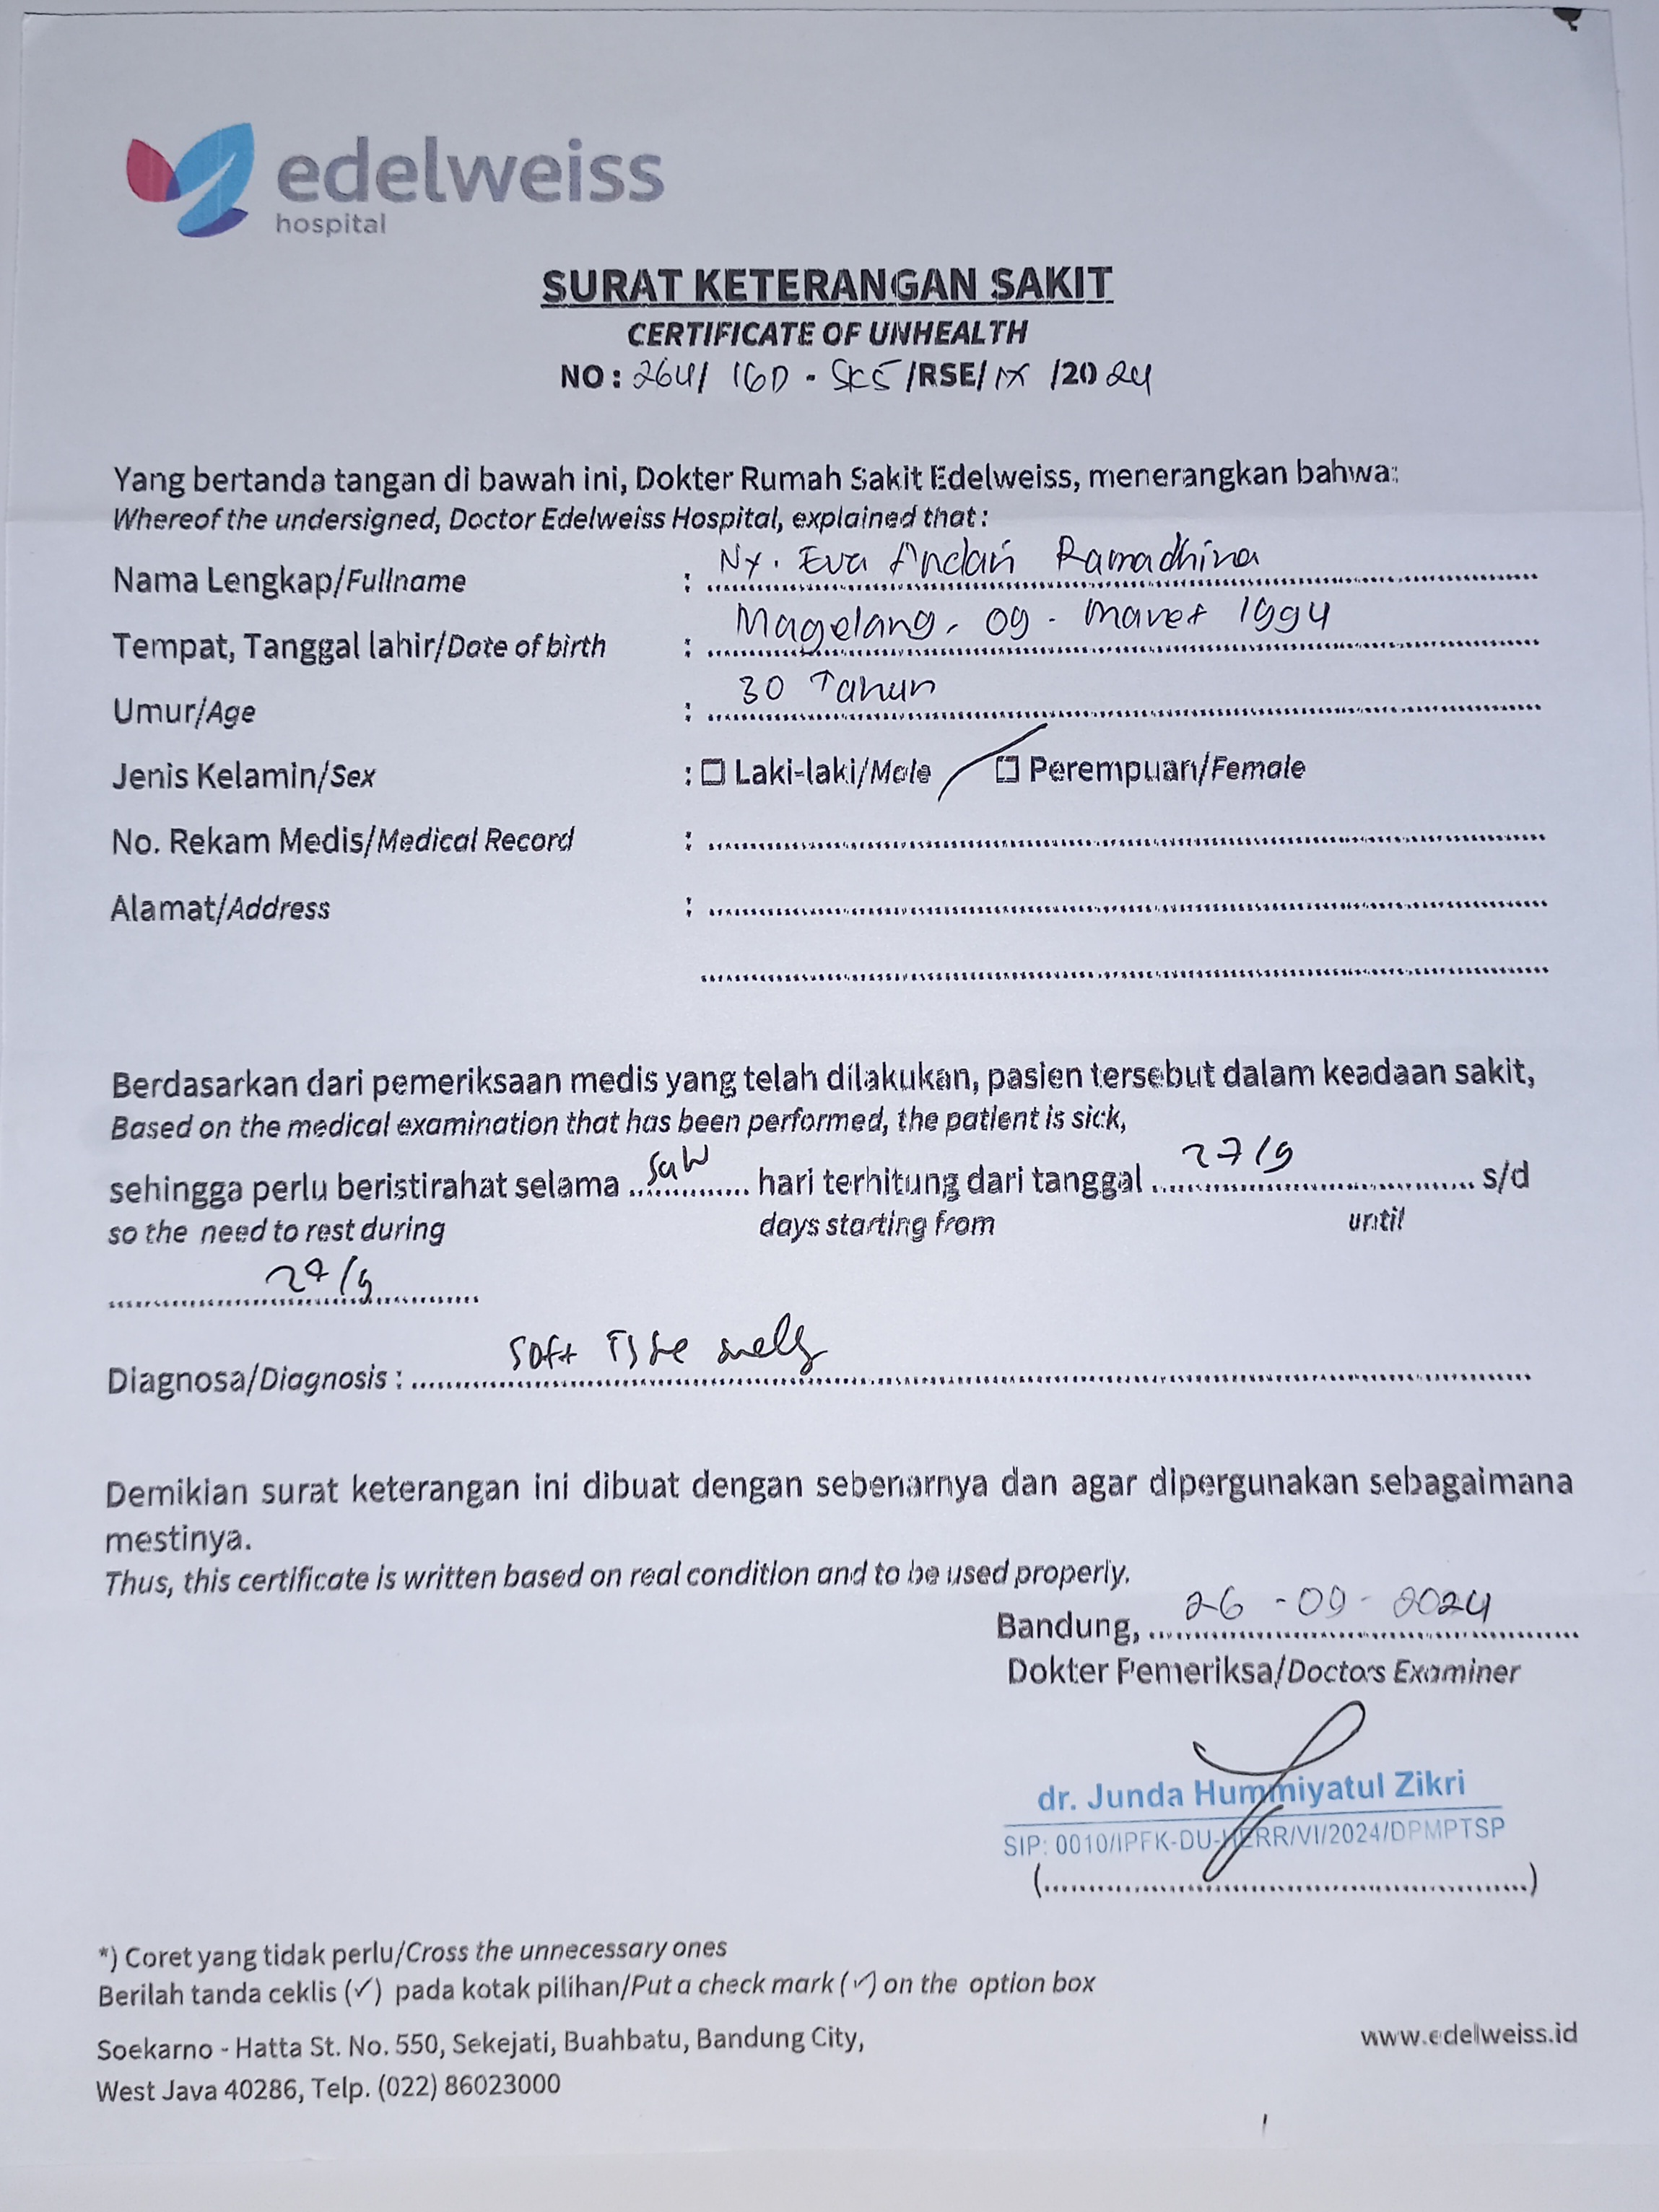 edelweiss
hospital
SURAT KETERANGAN SAKIT
CERTIFICATE OF UNHEALTH
NO : 264/ IGD - SKS /RSE/ IX /20 24
Yang bertanda tangan di bawah ini, Dokter Rumah Sakit Edelweiss, menerangkan bahwa:
Whereof the undersigned, Doctor Edelweiss Hospital, explained that :
Nama Lengkap/Fullname : Ny. Eva Andari Ramadhina
Tempat, Tanggal lahir/Date of birth : Magelang, 09 - Maret 1994
Umur/Age : 30 Tahun
Jenis Kelamin/Sex : ☐ Laki-laki/Male ☐ Perempuan/Female
No. Rekam Medis/Medical Record :
Alamat/Address :
Berdasarkan dari pemeriksaan medis yang telah dilakukan, pasien tersebut dalam keadaan sakit,
Based on the medical examination that has been performed, the patient is sick,
sehingga perlu beristirahat selama hari terhitung dari tanggal 27/9 s/d
so the need to rest during days starting from until
27/9
Diagnosa/Diagnosis : Soft
Demikian surat keterangan ini dibuat dengan sebenarnya dan agar dipergunakan sebagaimana
mestinya.
Thus, this certificate is written based on real condition and to be used properly.
Bandung, 26 - 09 - 2024
Dokter Pemeriksa/Doctors Examiner
dr. Junda Hummiyatul Zikri
SIP: 0010/IPFK-DU-HERR/VI/2024/DPMPTSP
*) Coret yang tidak perlu/Cross the unnecessary ones
Berilah tanda ceklis (✓) pada kotak pilihan/Put a check mark (✓) on the option box
Soekarno - Hatta St. No. 550, Sekejati, Buahbatu, Bandung City,
West Java 40286, Telp. (022) 86023000
www.edelweiss.id